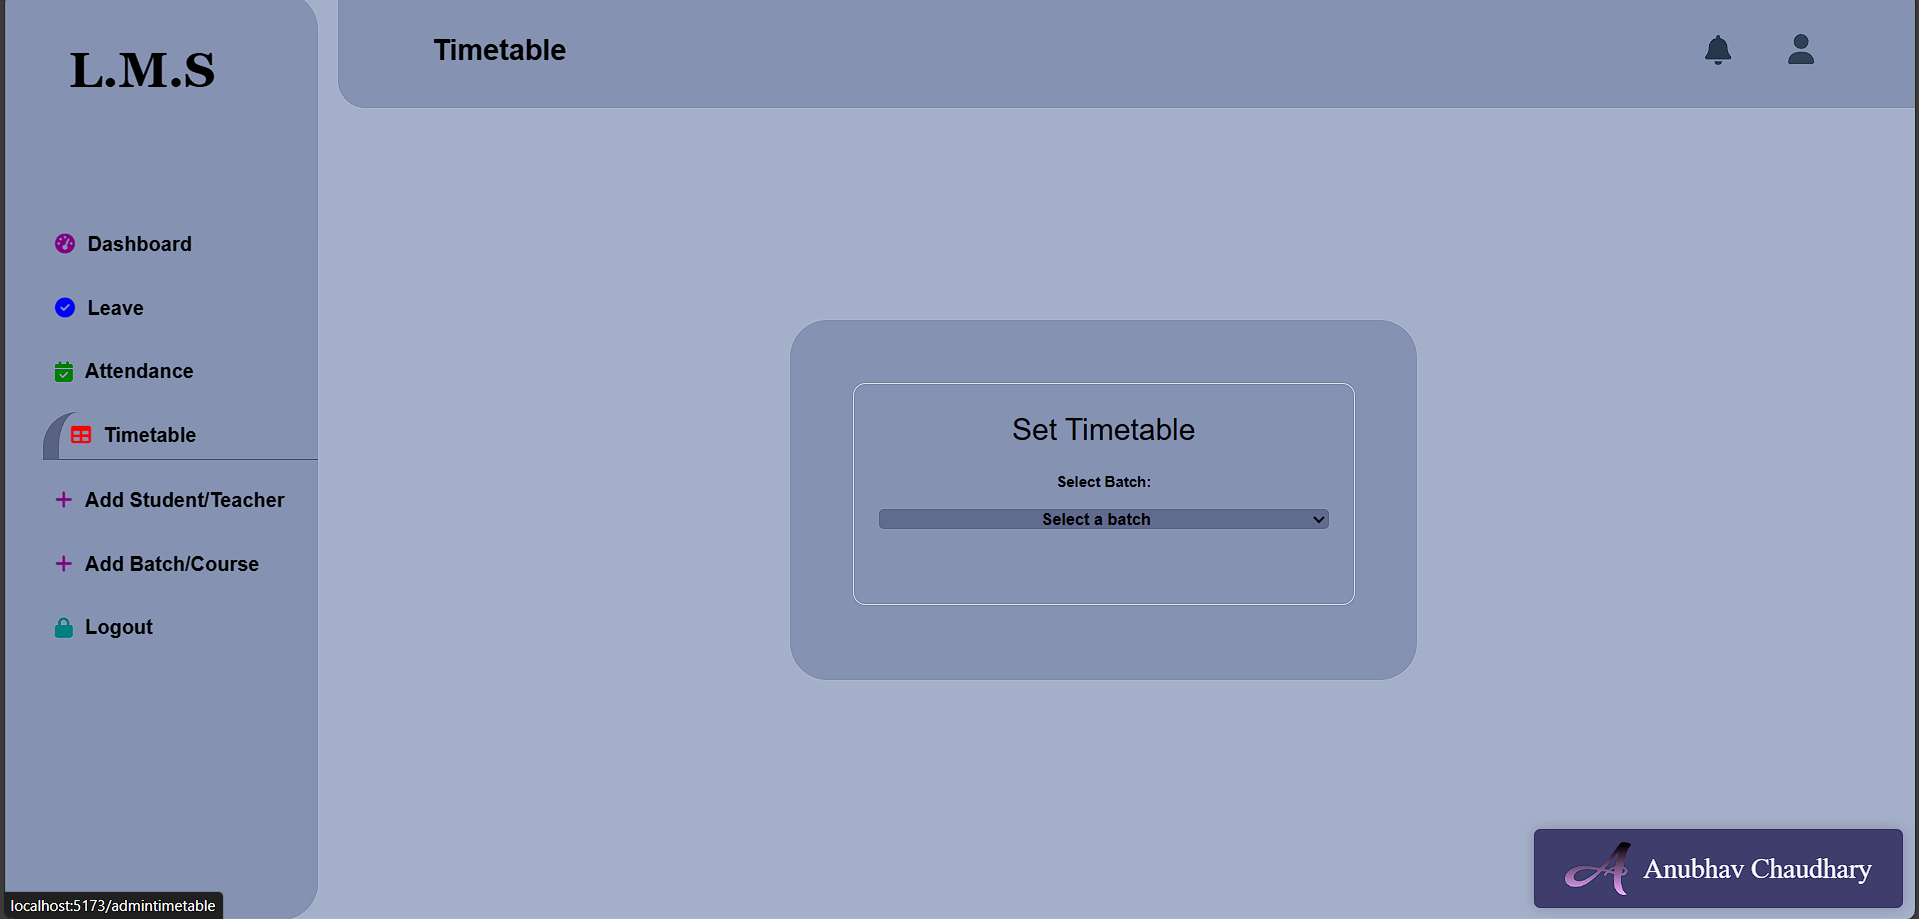 L.M.S
Timetable
Dashboard
Leave
Attendance
Timetable
Add Student/Teacher
Add Batch/Course
Logout
Set Timetable
Select Batch:
Select a batch
Anubhav Chaudhary
localhost:5173/admintimetable